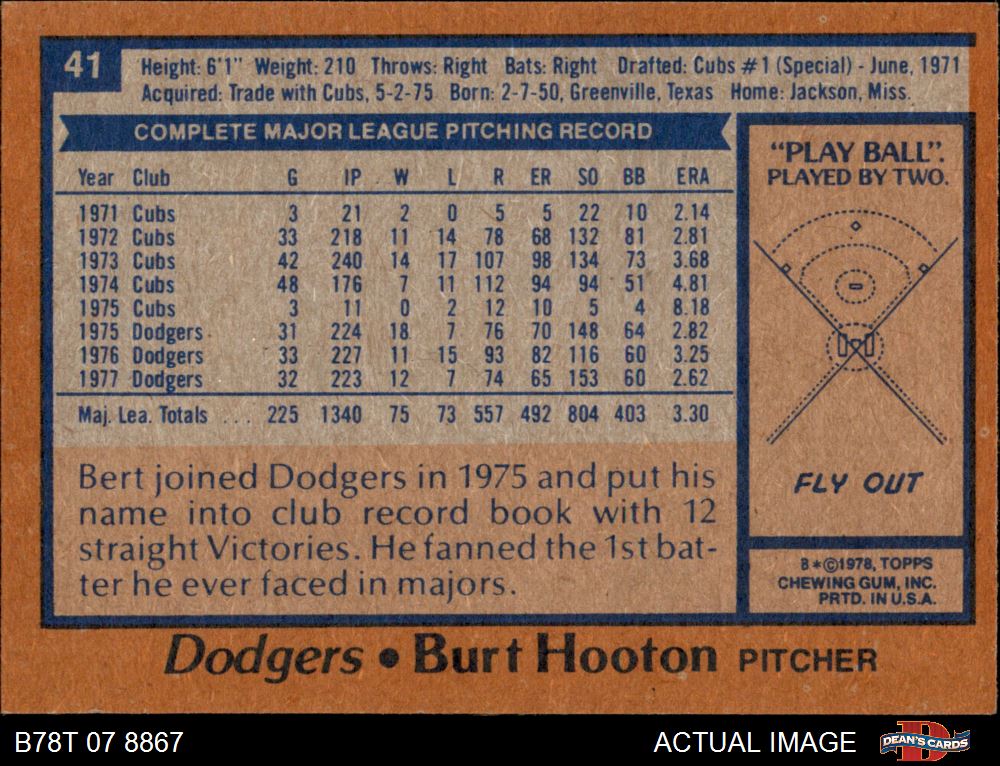 41
Height: 6'1" Weight: 210 Throws: Right Bats: Right Drafted: Cubs #1 (Special) - June, 1971
Acquired: Trade with Cubs, 5-2-75 Born: 2-7-50, Greenville, Texas Home: Jackson, Miss.
COMPLETE MAJOR LEAGUE PITCHING RECORD
Year Club G IP W L R ER SO BB ERA
1971 Cubs 3 21 2 0 5 5 22 10 2.14
1972 Cubs 33 218 11 14 78 68 132 81 2.81
1973 Cubs 42 240 14 17 107 98 134 73 3.68
1974 Cubs 48 176 7 11 112 94 94 51 4.81
1975 Cubs 3 11 0 2 12 10 5 4 8.18
1975 Dodgers 31 224 18 7 76 70 148 64 2.82
1976 Dodgers 33 227 11 15 93 82 116 60 3.25
1977 Dodgers 32 223 12 7 74 65 153 60 2.62
Maj. Lea. Totals ... 225 1340 75 73 557 492 804 403 3.30
Bert joined Dodgers in 1975 and put his
name into club record book with 12
straight Victories. He fanned the 1st bat-
ter he ever faced in majors.
"PLAY BALL".
PLAYED BY TWO.
FLY OUT
B*©1978, TOPPS
CHEWING GUM, INC.
PRTD. IN U.S.A.
Dodgers • Burt Hooton PITCHER
B78T 07 8867
ACTUAL IMAGE
DEAN'S CARDS